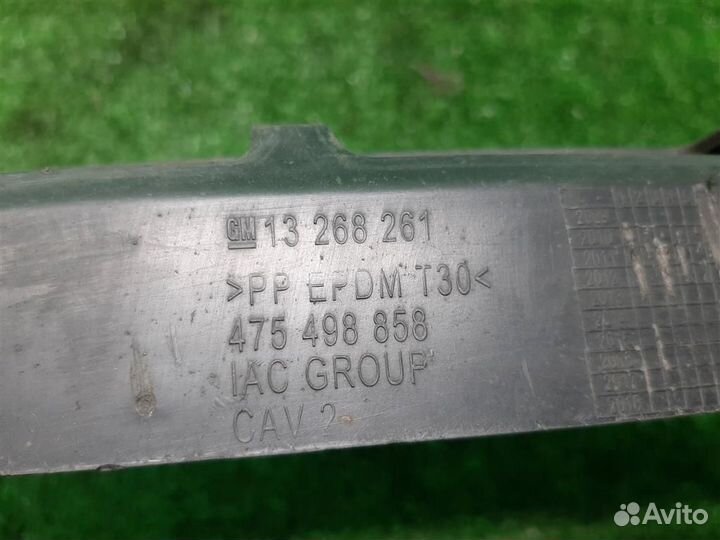 GM 13 268 261
>PP EPDM T30<
475 498 858
IAC GROUP
CAV 2
Avito